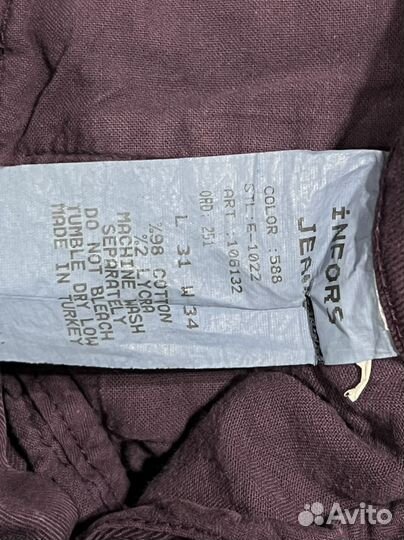 İNCORS
JEANS
COLOR : 588
STL:E-1022
ART: 106132
ORD: 251
L 31 W 34
%98 COTTON
%2 LYCRA
MACHINE WASH
SEPARATELY
DO NOT BLEACH
TUMBLE DRY LOW
MADE IN TURKEY
Avito